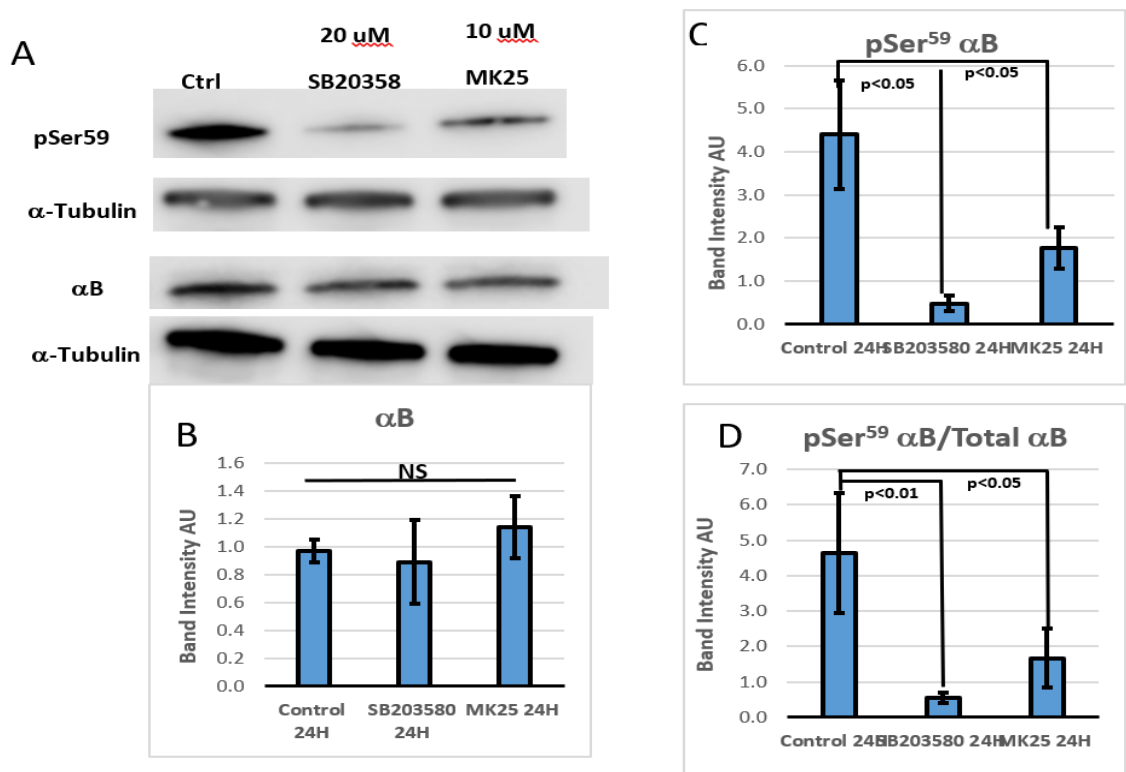 A
20 uM
10 uM
Ctrl
SB20358
MK25
pSer59
α-Tubulin
αB
α-Tubulin
B
αB
NS
1.6
1.4
1.2
1.0
0.8
0.6
0.4
0.2
0.0
Band Intensity AU
Control 24H
SB203580 24H
MK25 24H
C
pSer⁵⁹ αB
p<0.05
p<0.05
6.0
5.0
4.0
3.0
2.0
1.0
0.0
Band Intensity AU
Control 24H
SB203580 24H
MK25 24H
D
pSer⁵⁹ αB/Total αB
p<0.01
p<0.05
7.0
6.0
5.0
4.0
3.0
2.0
1.0
0.0
Band Intensity AU
Control 24H
SB203580 24H
MK25 24H